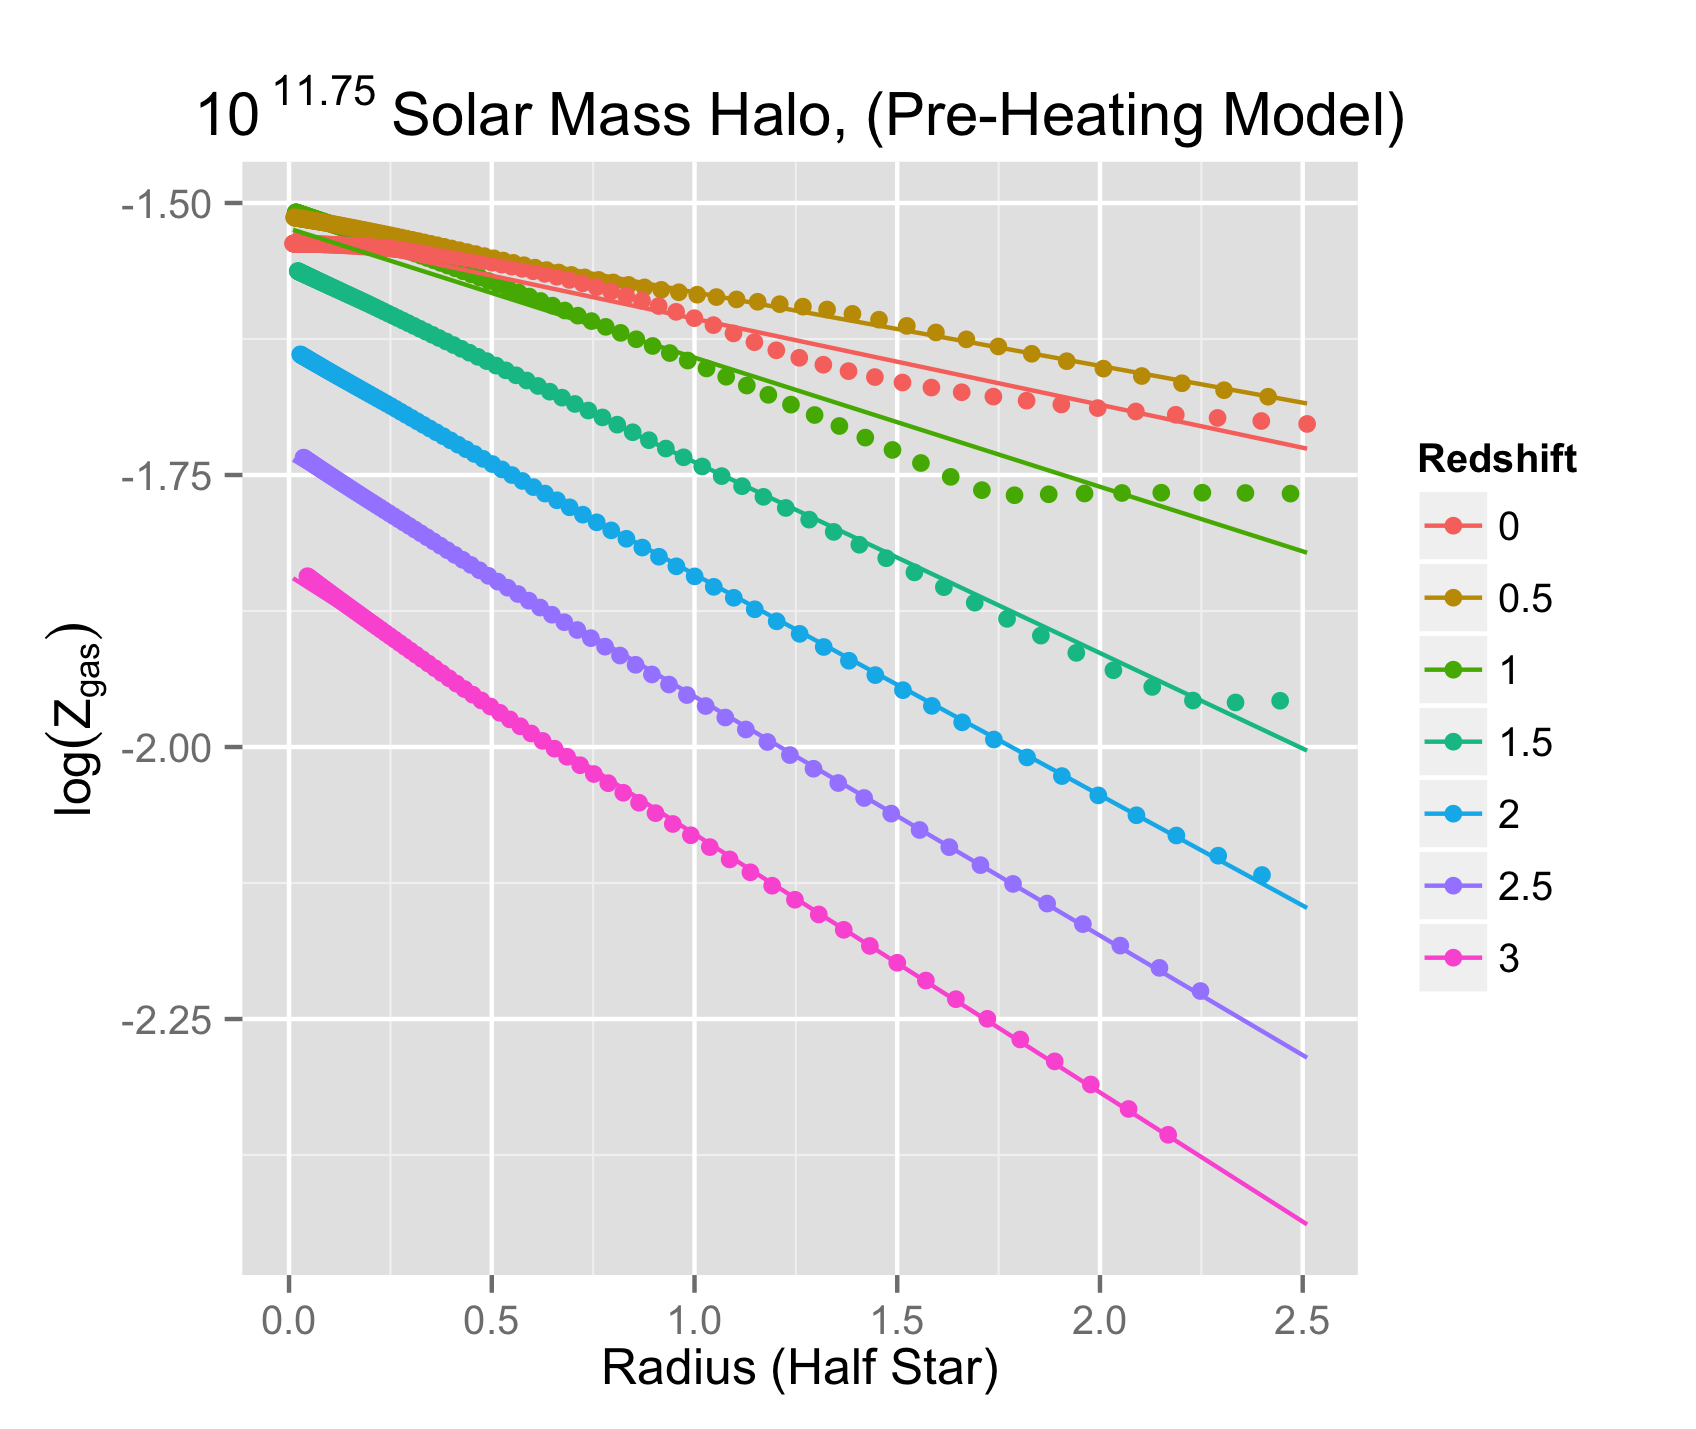 10^11.75 Solar Mass Halo, (Pre-Heating Model)
-1.50
-1.75
-2.00
-2.25
log(Z_gas)
0.0 0.5 1.0 1.5 2.0 2.5
Radius (Half Star)
Redshift
0
0.5
1
1.5
2
2.5
3